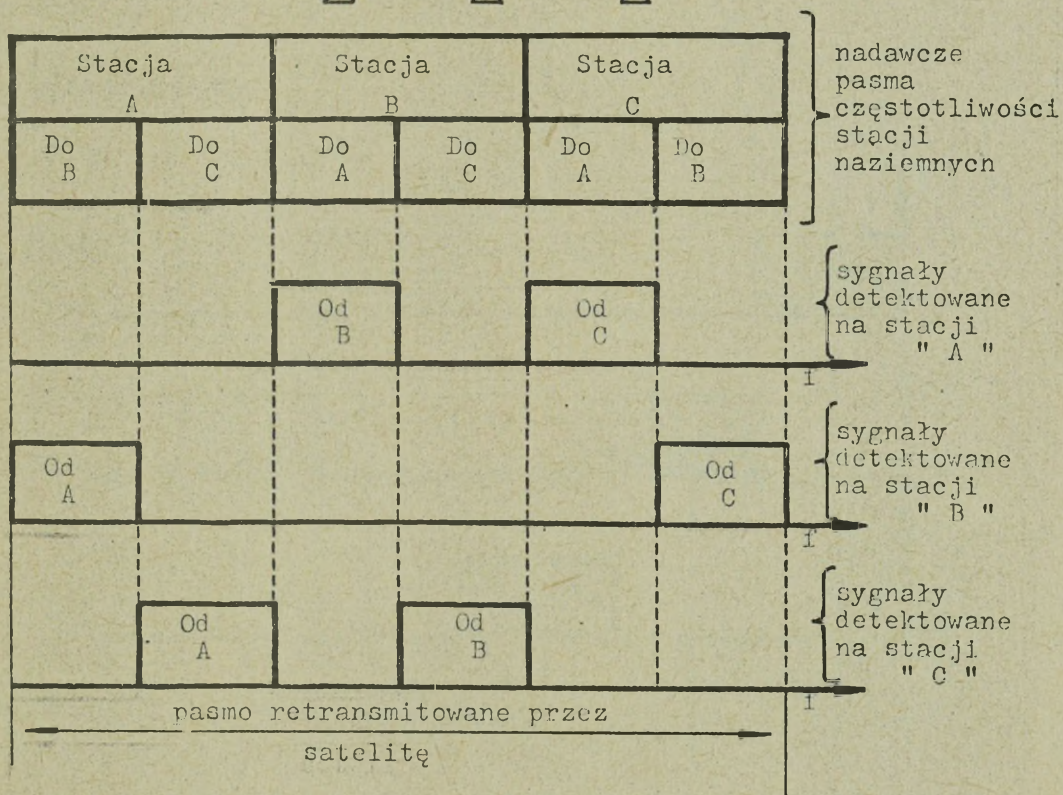 Stacja A
Stacja B
Stacja C
nadawcze
pasma
częstotliwości
stacji
naziemnych
Do B
Do C
Do A
Do C
Do A
Do B
Od B
Od C
sygnały
detektowane
na stacji
" A "
f
Od A
Od C
sygnały
detektowane
na stacji
" B "
f
Od A
Od B
sygnały
detektowane
na stacji
" C "
f
pasmo retransmitowane przez
satelitę